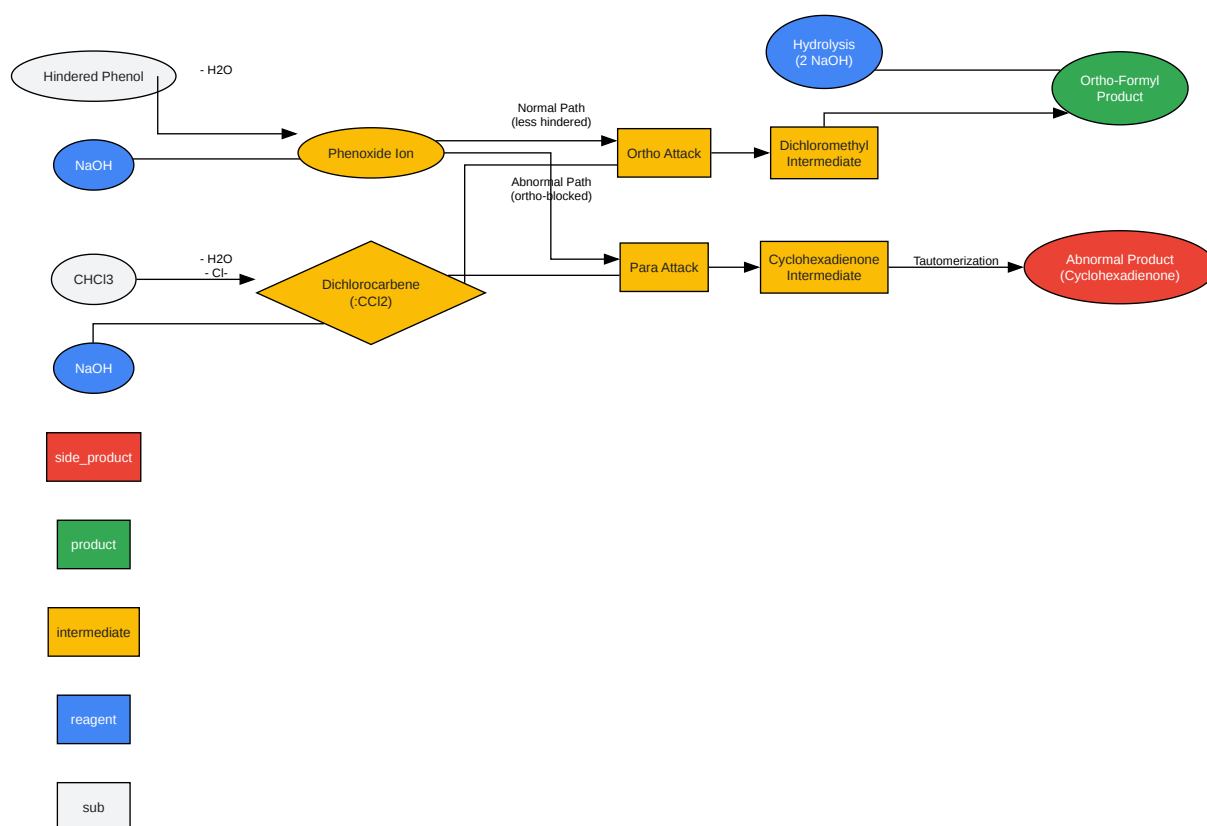 Hindered Phenol
- H2O
NaOH
Phenoxide Ion
Normal Path
(less hindered)
Abnormal Path
(ortho-blocked)
Ortho Attack
Dichloromethyl
Intermediate
Hydrolysis
(2 NaOH)
Ortho-Formyl
Product
CHCl3
- H2O
- Cl-
Dichlorocarbene
(:CCl2)
Para Attack
Cyclohexadienone
Intermediate
Tautomerization
Abnormal Product
(Cyclohexadienone)
NaOH
side_product
product
intermediate
reagent
sub